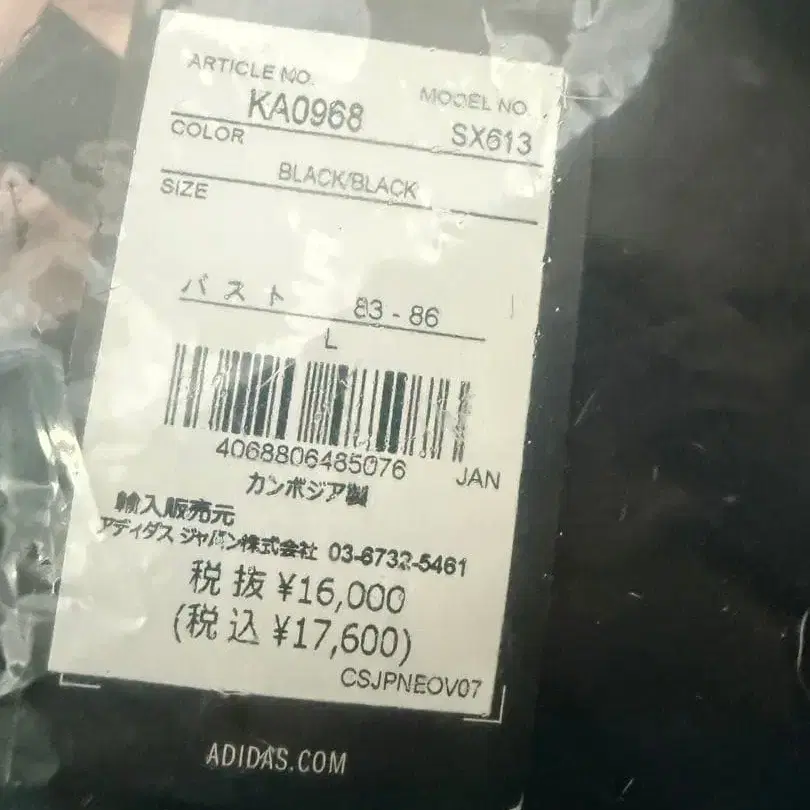 ARTICLE NO.
MODEL NO.
KA0968
SX613
COLOR
BLACK/BLACK
SIZE
バスト 83 - 86
L
4068806485076
JAN
カンボジア製
輸入販売元
アディダス ジャパン株式会社 03-6732-5461
税抜 ¥16,000
(税込 ¥17,600)
CSJPNEOV07
ADIDAS.COM